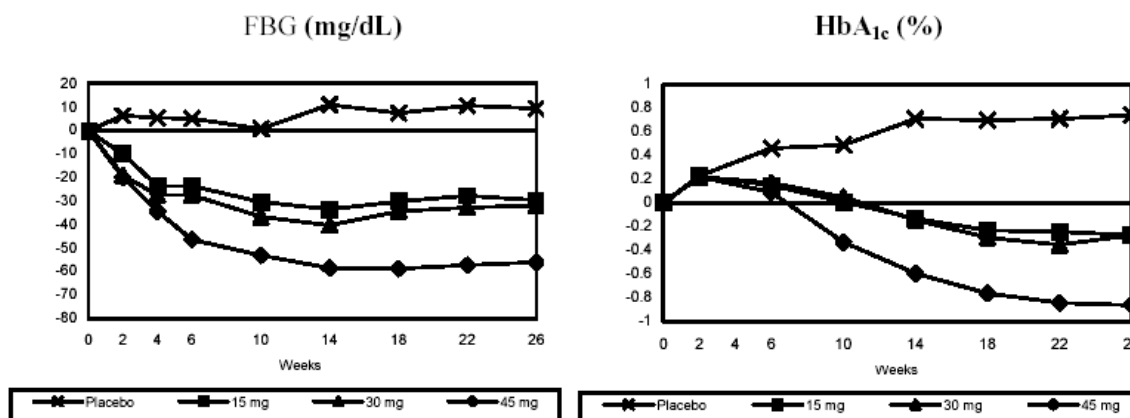 FBG (mg/dL)
20
10
0
-10
-20
-30
-40
-50
-60
-70
-80
0 2 4 6 10 14 18 22 26
Weeks
Placebo 15 mg 30 mg 45 mg
HbA1c (%)
1
0.8
0.6
0.4
0.2
0
-0.2
-0.4
-0.6
-0.8
-1
0 2 4 6 10 14 18 22 2
Weeks
Placebo 15 mg 30 mg 45 mg